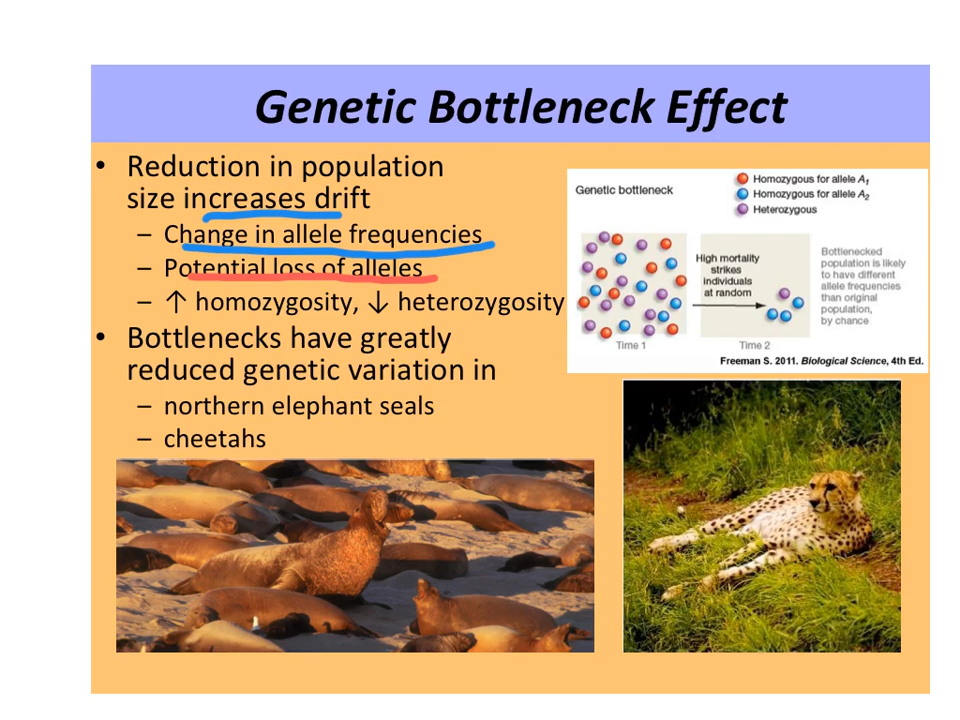 Genetic Bottleneck Effect
• Reduction in population
size increases drift
– Change in allele frequencies
– Potential loss of alleles
– ↑ homozygosity, ↓ heterozygosity
• Bottlenecks have greatly
reduced genetic variation in
– northern elephant seals
– cheetahs
Genetic bottleneck
Homozygous for allele A1
Homozygous for allele A2
Heterozygous
High mortality
strikes
individuals
at random
Bottlenecked
population is likely
to have different
allele frequencies
than original
population,
by chance
Time 1
Time 2
Freeman S. 2011. Biological Science, 4th Ed.